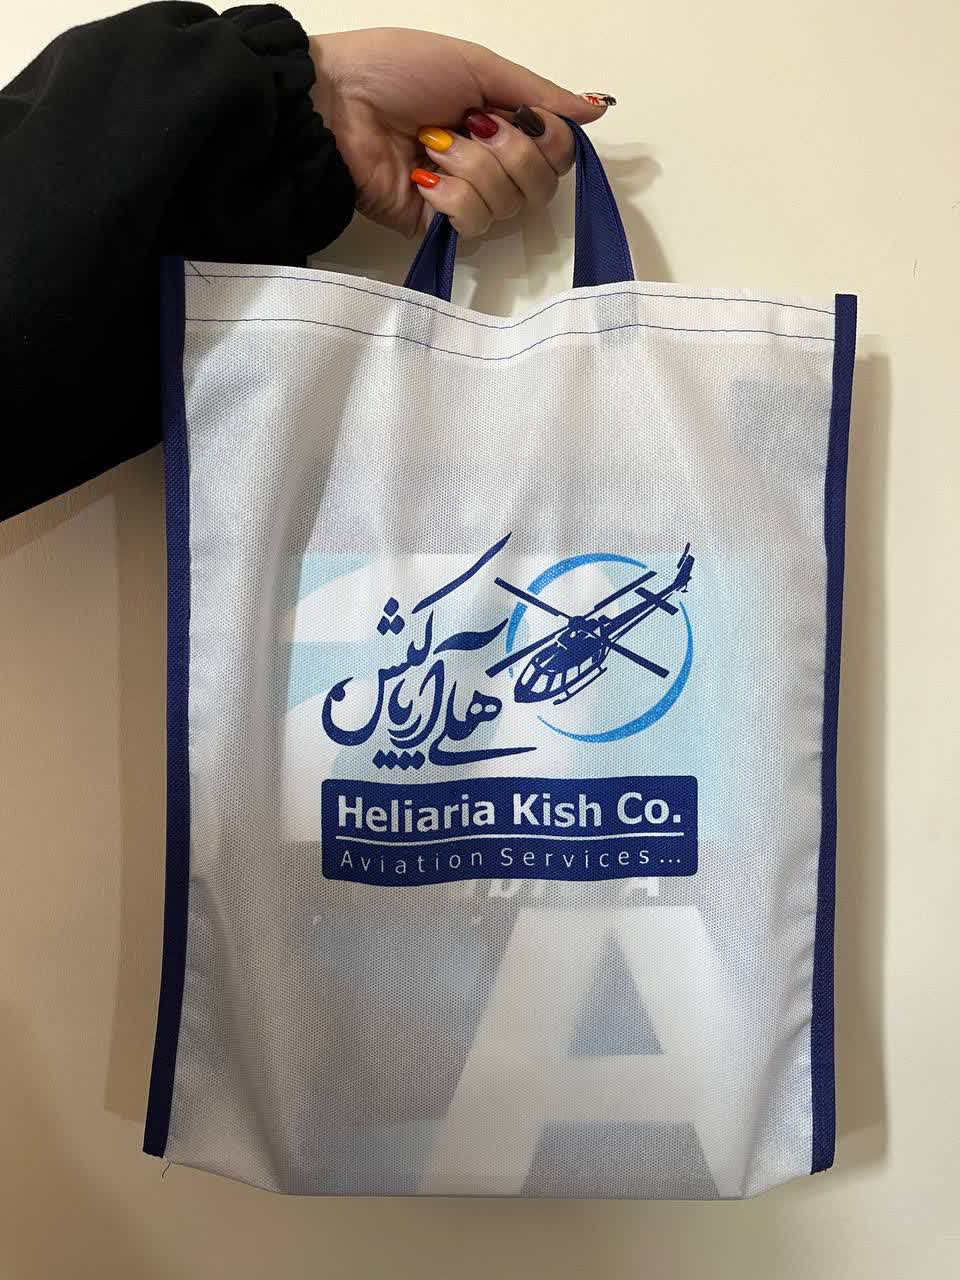 هلی آریا کیش
Heliaria Kish Co.
Aviation Services...
A